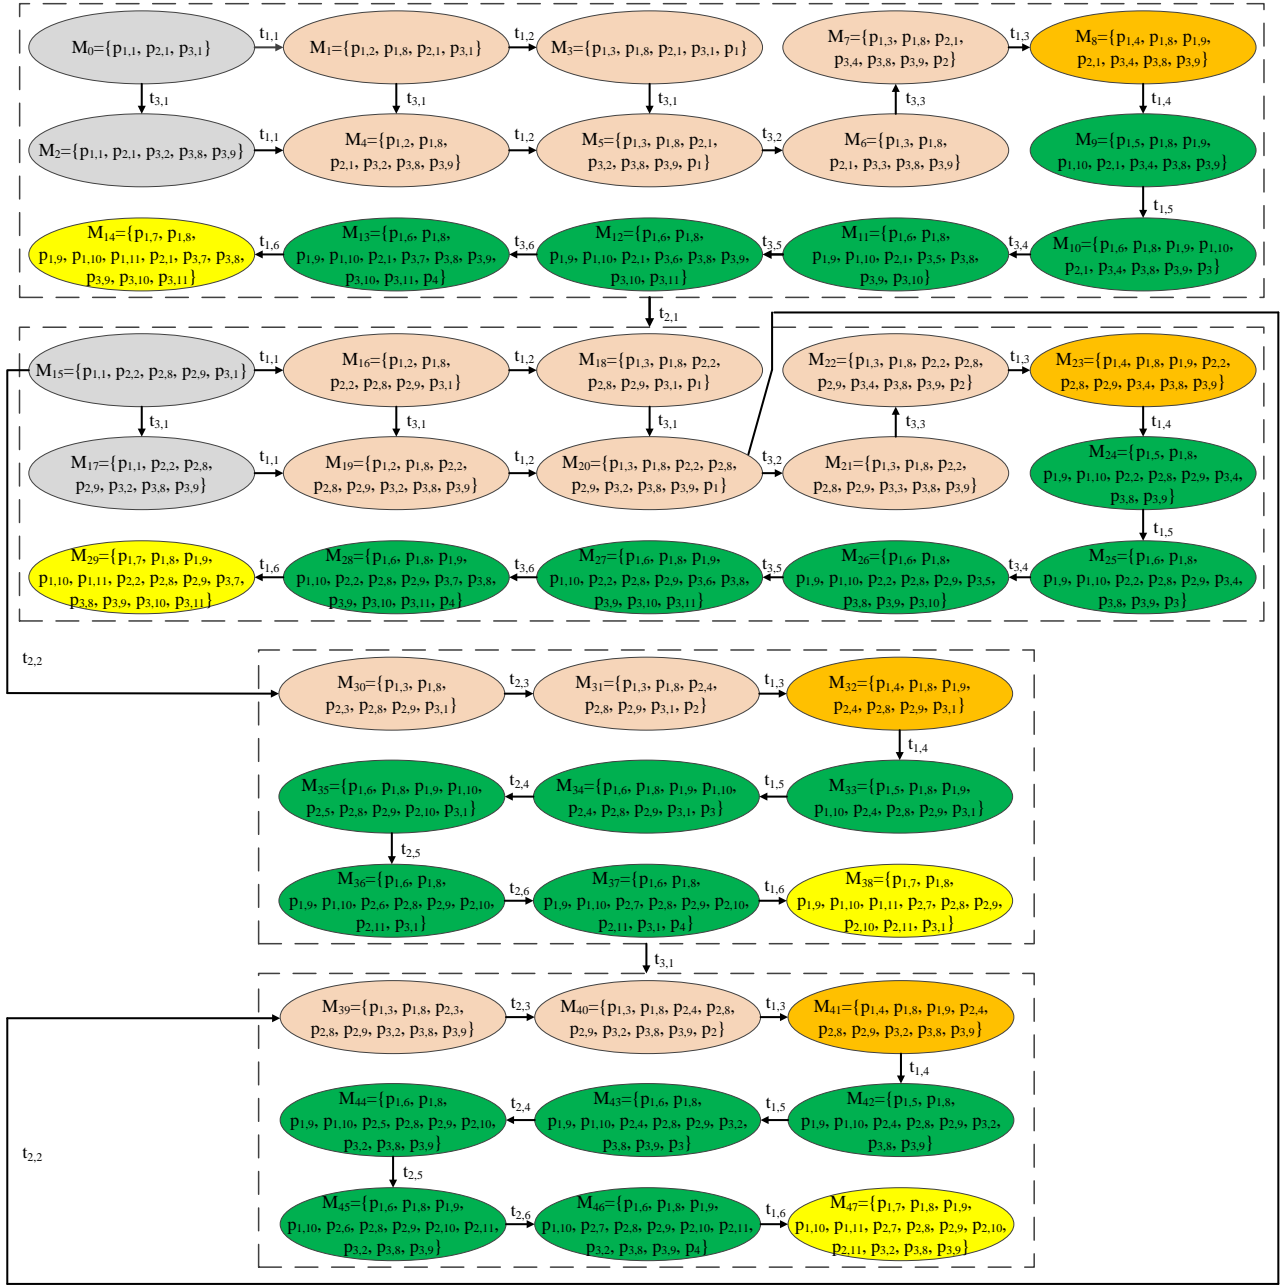 M0={p1,1, p2,1, p3,1}
t1,1
M1={p1,2, p1,8, p2,1, p3,1}
t1,2
M3={p1,3, p1,8, p2,1, p3,1, p1}
M7={p1,3, p1,8, p2,1,
p3,4, p3,8, p3,9, p2}
t1,3
M8={p1,4, p1,8, p1,9,
p2,1, p3,4, p3,8, p3,9}
t3,1
t3,1
t3,1
t3,3
t1,4
M2={p1,1, p2,1, p3,2, p3,8, p3,9}
t1,1
M4={p1,2, p1,8,
p2,1, p3,2, p3,8, p3,9}
t1,2
M5={p1,3, p1,8, p2,1,
p3,2, p3,8, p3,9, p1}
t3,2
M6={p1,3, p1,8,
p2,1, p3,3, p3,8, p3,9}
M9={p1,5, p1,8, p1,9,
p1,10, p2,1, p3,4, p3,8, p3,9}
t1,5
M14={p1,7, p1,8,
p1,9, p1,10, p1,11, p2,1, p3,7, p3,8,
p3,9, p3,10, p3,11}
t1,6
M13={p1,6, p1,8,
p1,9, p1,10, p2,1, p3,7, p3,8, p3,9,
p3,10, p3,11, p4}
t3,6
M12={p1,6, p1,8,
p1,9, p1,10, p2,1, p3,6, p3,8, p3,9,
p3,10, p3,11}
t3,5
M11={p1,6, p1,8,
p1,9, p1,10, p2,1, p3,5, p3,8,
p3,9, p3,10}
t3,4
M10={p1,6, p1,8, p1,9, p1,10,
p2,1, p3,4, p3,8, p3,9, p3}
t2,1
M15={p1,1, p2,2, p2,8, p2,9, p3,1}
t1,1
M16={p1,2, p1,8,
p2,2, p2,8, p2,9, p3,1}
t1,2
M18={p1,3, p1,8, p2,2,
p2,8, p2,9, p3,1, p1}
M22={p1,3, p1,8, p2,2, p2,8,
p2,9, p3,4, p3,8, p3,9, p2}
t1,3
M23={p1,4, p1,8, p1,9, p2,2,
p2,8, p2,9, p3,4, p3,8, p3,9}
t3,1
t3,1
t3,1
t3,3
t1,4
M17={p1,1, p2,2, p2,8,
p2,9, p3,2, p3,8, p3,9}
t1,1
M19={p1,2, p1,8, p2,2,
p2,8, p2,9, p3,2, p3,8, p3,9}
t1,2
M20={p1,3, p1,8, p2,2, p2,8,
p2,9, p3,2, p3,8, p3,9, p1}
t3,2
M21={p1,3, p1,8, p2,2,
p2,8, p2,9, p3,3, p3,8, p3,9}
M24={p1,5, p1,8,
p1,9, p1,10, p2,2, p2,8, p2,9, p3,4,
p3,8, p3,9}
t1,5
M29={p1,7, p1,8, p1,9,
p1,10, p1,11, p2,2, p2,8, p2,9, p3,7,
p3,8, p3,9, p3,10, p3,11}
t1,6
M28={p1,6, p1,8, p1,9,
p1,10, p2,2, p2,8, p2,9, p3,7, p3,8,
p3,9, p3,10, p3,11, p4}
t3,6
M27={p1,6, p1,8, p1,9,
p1,10, p2,2, p2,8, p2,9, p3,6, p3,8,
p3,9, p3,10, p3,11}
t3,5
M26={p1,6, p1,8,
p1,9, p1,10, p2,2, p2,8, p2,9, p3,5,
p3,8, p3,9, p3,10}
t3,4
M25={p1,6, p1,8,
p1,9, p1,10, p2,2, p2,8, p2,9, p3,4,
p3,8, p3,9, p3}
t2,2
M30={p1,3, p1,8,
p2,3, p2,8, p2,9, p3,1}
t2,3
M31={p1,3, p1,8, p2,4,
p2,8, p2,9, p3,1, p2}
t1,3
M32={p1,4, p1,8, p1,9,
p2,4, p2,8, p2,9, p3,1}
t1,4
M35={p1,6, p1,8, p1,9, p1,10,
p2,5, p2,8, p2,9, p2,10, p3,1}
t2,4
M34={p1,6, p1,8, p1,9, p1,10,
p2,4, p2,8, p2,9, p3,1, p3}
t1,5
M33={p1,5, p1,8, p1,9,
p1,10, p2,4, p2,8, p2,9, p3,1}
t2,5
M36={p1,6, p1,8,
p1,9, p1,10, p2,6, p2,8, p2,9, p2,10,
p2,11, p3,1}
t2,6
M37={p1,6, p1,8,
p1,9, p1,10, p2,7, p2,8, p2,9, p2,10,
p2,11, p3,1, p4}
t1,6
M38={p1,7, p1,8,
p1,9, p1,10, p1,11, p2,7, p2,8, p2,9,
p2,10, p2,11, p3,1}
t3,1
M39={p1,3, p1,8, p2,3,
p2,8, p2,9, p3,2, p3,8, p3,9}
t2,3
M40={p1,3, p1,8, p2,4, p2,8,
p2,9, p3,2, p3,8, p3,9, p2}
t1,3
M41={p1,4, p1,8, p1,9, p2,4,
p2,8, p2,9, p3,2, p3,8, p3,9}
t1,4
M44={p1,6, p1,8,
p1,9, p1,10, p2,5, p2,8, p2,9, p2,10,
p3,2, p3,8, p3,9}
t2,4
M43={p1,6, p1,8,
p1,9, p1,10, p2,4, p2,8, p2,9, p3,2,
p3,8, p3,9, p3}
t1,5
M42={p1,5, p1,8,
p1,9, p1,10, p2,4, p2,8, p2,9, p3,2,
p3,8, p3,9}
t2,2
t2,5
M45={p1,6, p1,8, p1,9,
p1,10, p2,6, p2,8, p2,9, p2,10, p2,11,
p3,2, p3,8, p3,9}
t2,6
M46={p1,6, p1,8, p1,9,
p1,10, p2,7, p2,8, p2,9, p2,10, p2,11,
p3,2, p3,8, p3,9, p4}
t1,6
M47={p1,7, p1,8, p1,9,
p1,10, p1,11, p2,7, p2,8, p2,9, p2,10,
p2,11, p3,2, p3,8, p3,9}